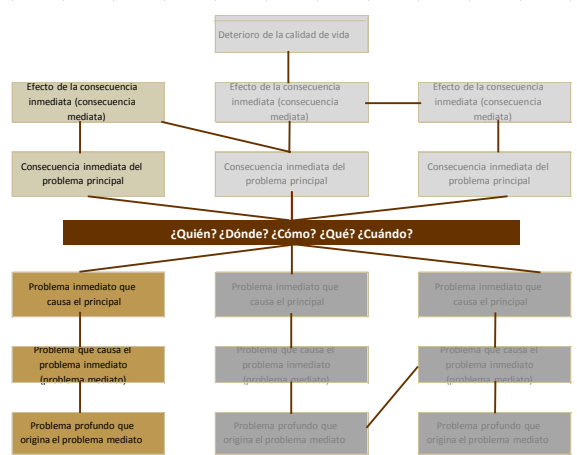 Deterioro de la calidad de vida
Efecto de la consecuencia
inmediata (consecuencia
mediata)
Efecto de la consecuencia
inmediata (consecuencia
mediata)
Efecto de la consecuencia
inmediata (consecuencia
mediata)
Consecuencia inmediata del
problema principal
Consecuencia inmediata del
problema principal
Consecuencia inmediata del
problema principal
¿Quién? ¿Dónde? ¿Cómo? ¿Qué? ¿Cuándo?
Problema inmediato que
causa el principal
Problema inmediato que
causa el principal
Problema inmediato que
causa el principal
Problema que causa el
problema inmediato
(problema mediato)
Problema que causa el
problema inmediato
(problema mediato)
Problema que causa el
problema inmediato
(problema mediato)
Problema profundo que
origina el problema mediato
Problema profundo que
origina el problema mediato
Problema profundo que
origina el problema mediato